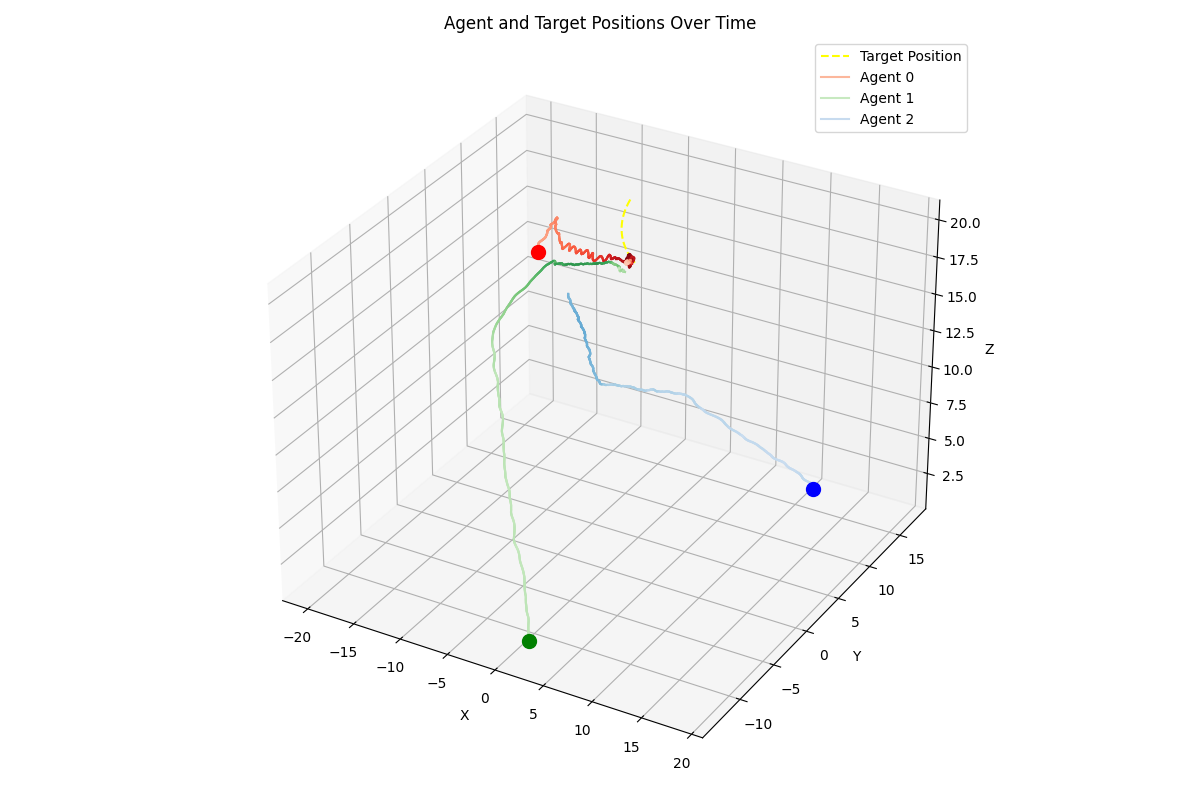 Agent and Target Positions Over Time
Target Position
Agent 0
Agent 1
Agent 2
20.0
17.5
15.0
12.5
10.0
7.5
5.0
2.5
Z
15
10
5
0
−5
−10
Y
−20
−15
−10
−5
0
5
10
15
20
X